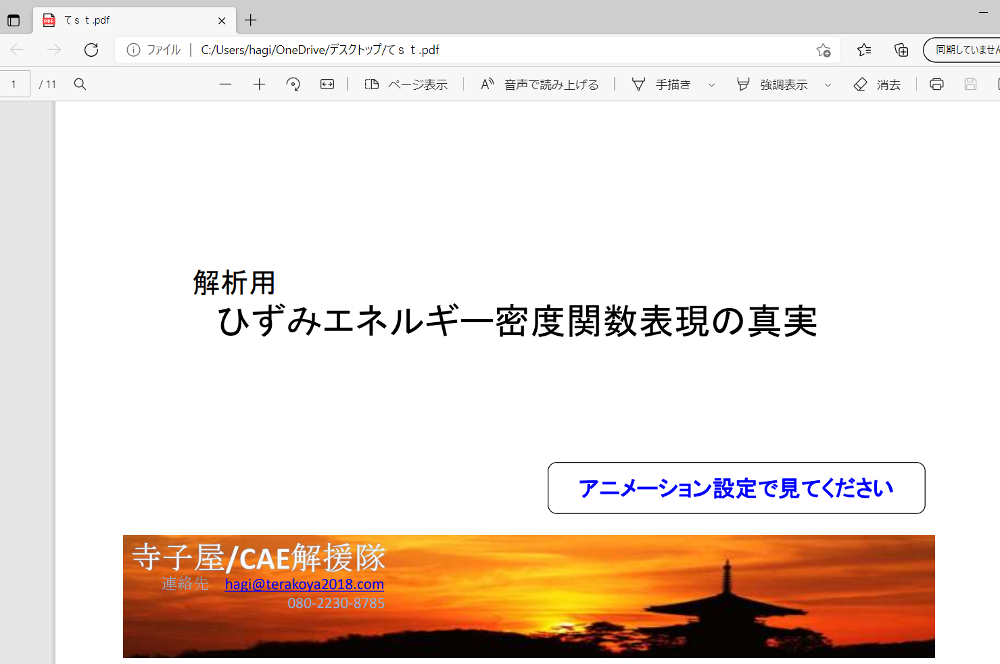 てｓｔ.pdf
ファイル | C:/Users/hagi/OneDrive/デスクトップ/てｓｔ.pdf
同期していません
1 / 11 ページ表示 音声で読み上げる 手描き 強調表示 消去
解析用
ひずみエネルギー密度関数表現の真実
アニメーション設定で見てください
寺子屋/CAE解援隊
連絡先 hagi@terakoya2018.com
080-2230-8785